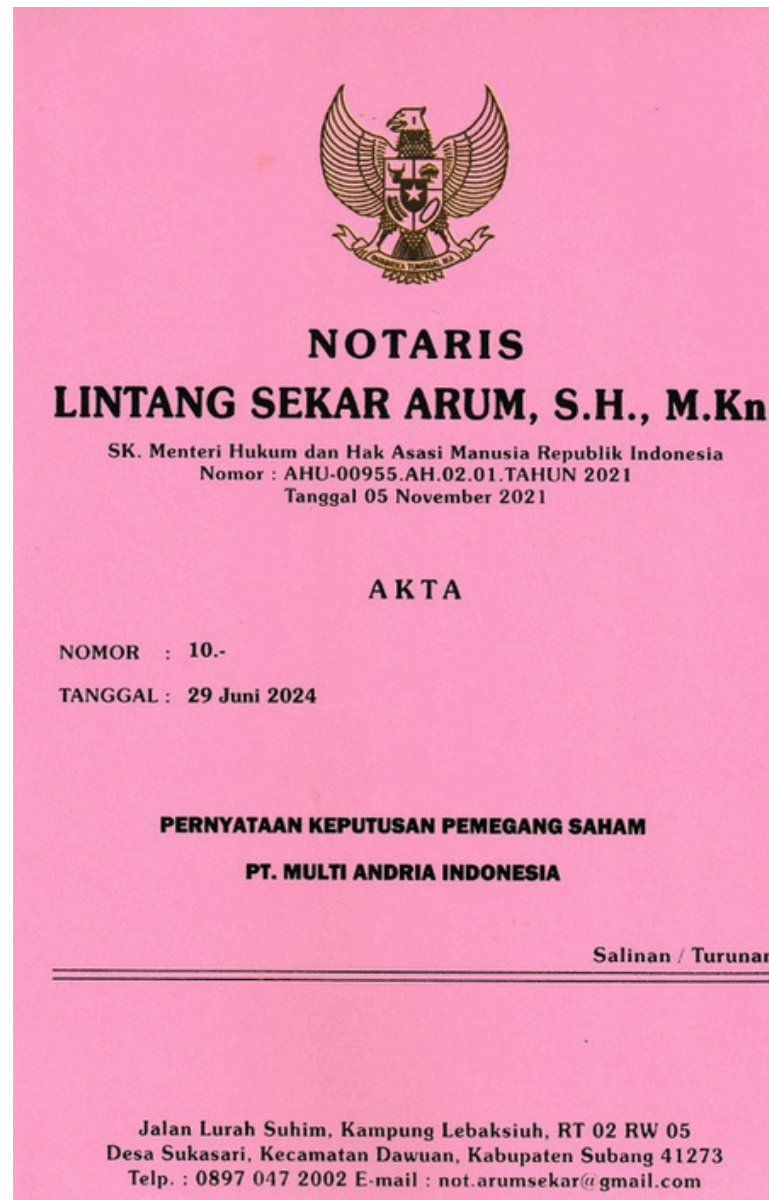 BHINNEKA TUNGGAL IKA
NOTARIS
LINTANG SEKAR ARUM, S.H., M.Kn
SK. Menteri Hukum dan Hak Asasi Manusia Republik Indonesia
Nomor : AHU-00955.AH.02.01.TAHUN 2021
Tanggal 05 November 2021
AKTA
NOMOR : 10.-
TANGGAL : 29 Juni 2024
PERNYATAAN KEPUTUSAN PEMEGANG SAHAM
PT. MULTI ANDRIA INDONESIA
Salinan / Turunan
Jalan Lurah Suhim, Kampung Lebaksiuh, RT 02 RW 05
Desa Sukasari, Kecamatan Dawuan, Kabupaten Subang 41273
Telp. : 0897 047 2002 E-mail : not.arumsekar@gmail.com